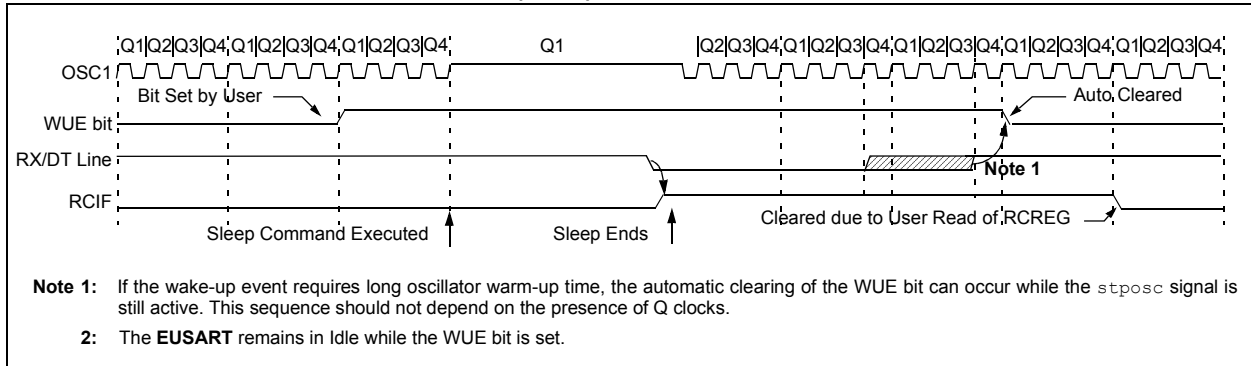 Q1|Q2|Q3|Q4|Q1|Q2|Q3|Q4|Q1|Q2|Q3|Q4 Q1 |Q2|Q3|Q4|Q1|Q2|Q3|Q4|Q1|Q2|Q3|Q4|Q1|Q2|Q3|Q4|Q1|Q2|Q3|Q4
OSC1
Bit Set by User Auto Cleared
WUE bit
RX/DT Line
Note 1
RCIF
Cleared due to User Read of RCREG
Sleep Command Executed Sleep Ends
Note 1: If the wake-up event requires long oscillator warm-up time, the automatic clearing of the WUE bit can occur while the stposc signal is
still active. This sequence should not depend on the presence of Q clocks.
2: The EUSART remains in Idle while the WUE bit is set.